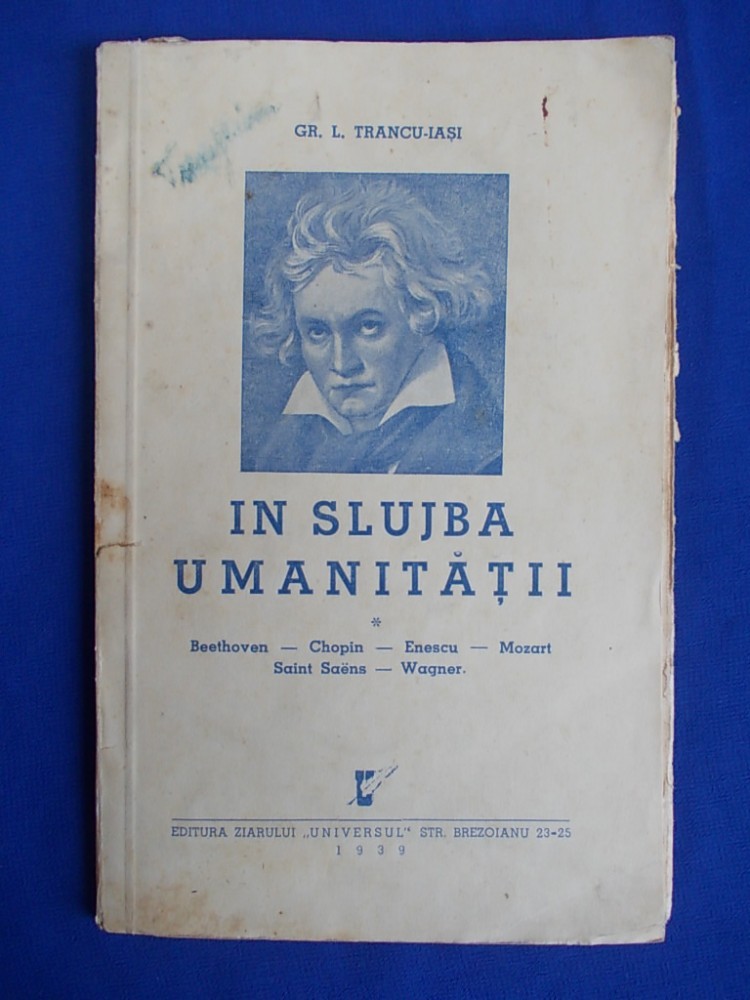 GR. L. TRANCU-IAȘI
IN SLUJBA
UMANITĂȚII
*
Beethoven — Chopin — Enescu — Mozart
Saint Saëns — Wagner.
U
EDITURA ZIARULUI „UNIVERSUL" STR. BREZOIANU 23-25
1939